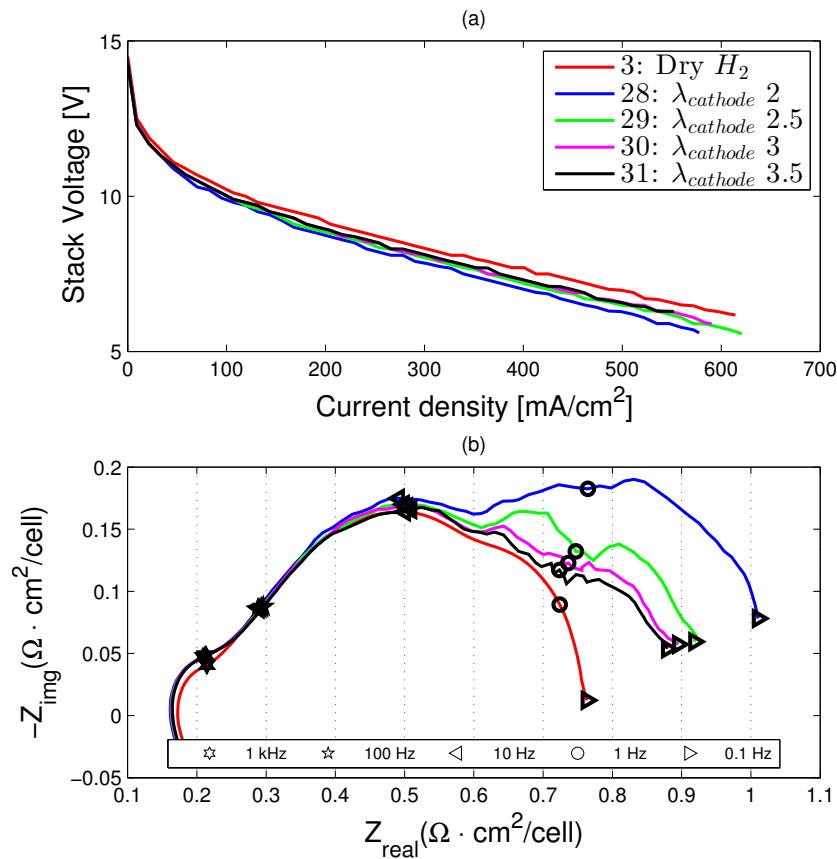 (a)
Stack Voltage [V]
15
10
5
3: Dry H₂
28: λcathode 2
29: λcathode 2.5
30: λcathode 3
31: λcathode 3.5
0 100 200 300 400 500 600 700
Current density [mA/cm²]
(b)
-Z_img(Ω · cm²/cell)
0.2
0.15
0.1
0.05
0
−0.05
1 kHz 100 Hz 10 Hz 1 Hz 0.1 Hz
0.1 0.2 0.3 0.4 0.5 0.6 0.7 0.8 0.9 1 1.1
Z_real(Ω · cm²/cell)